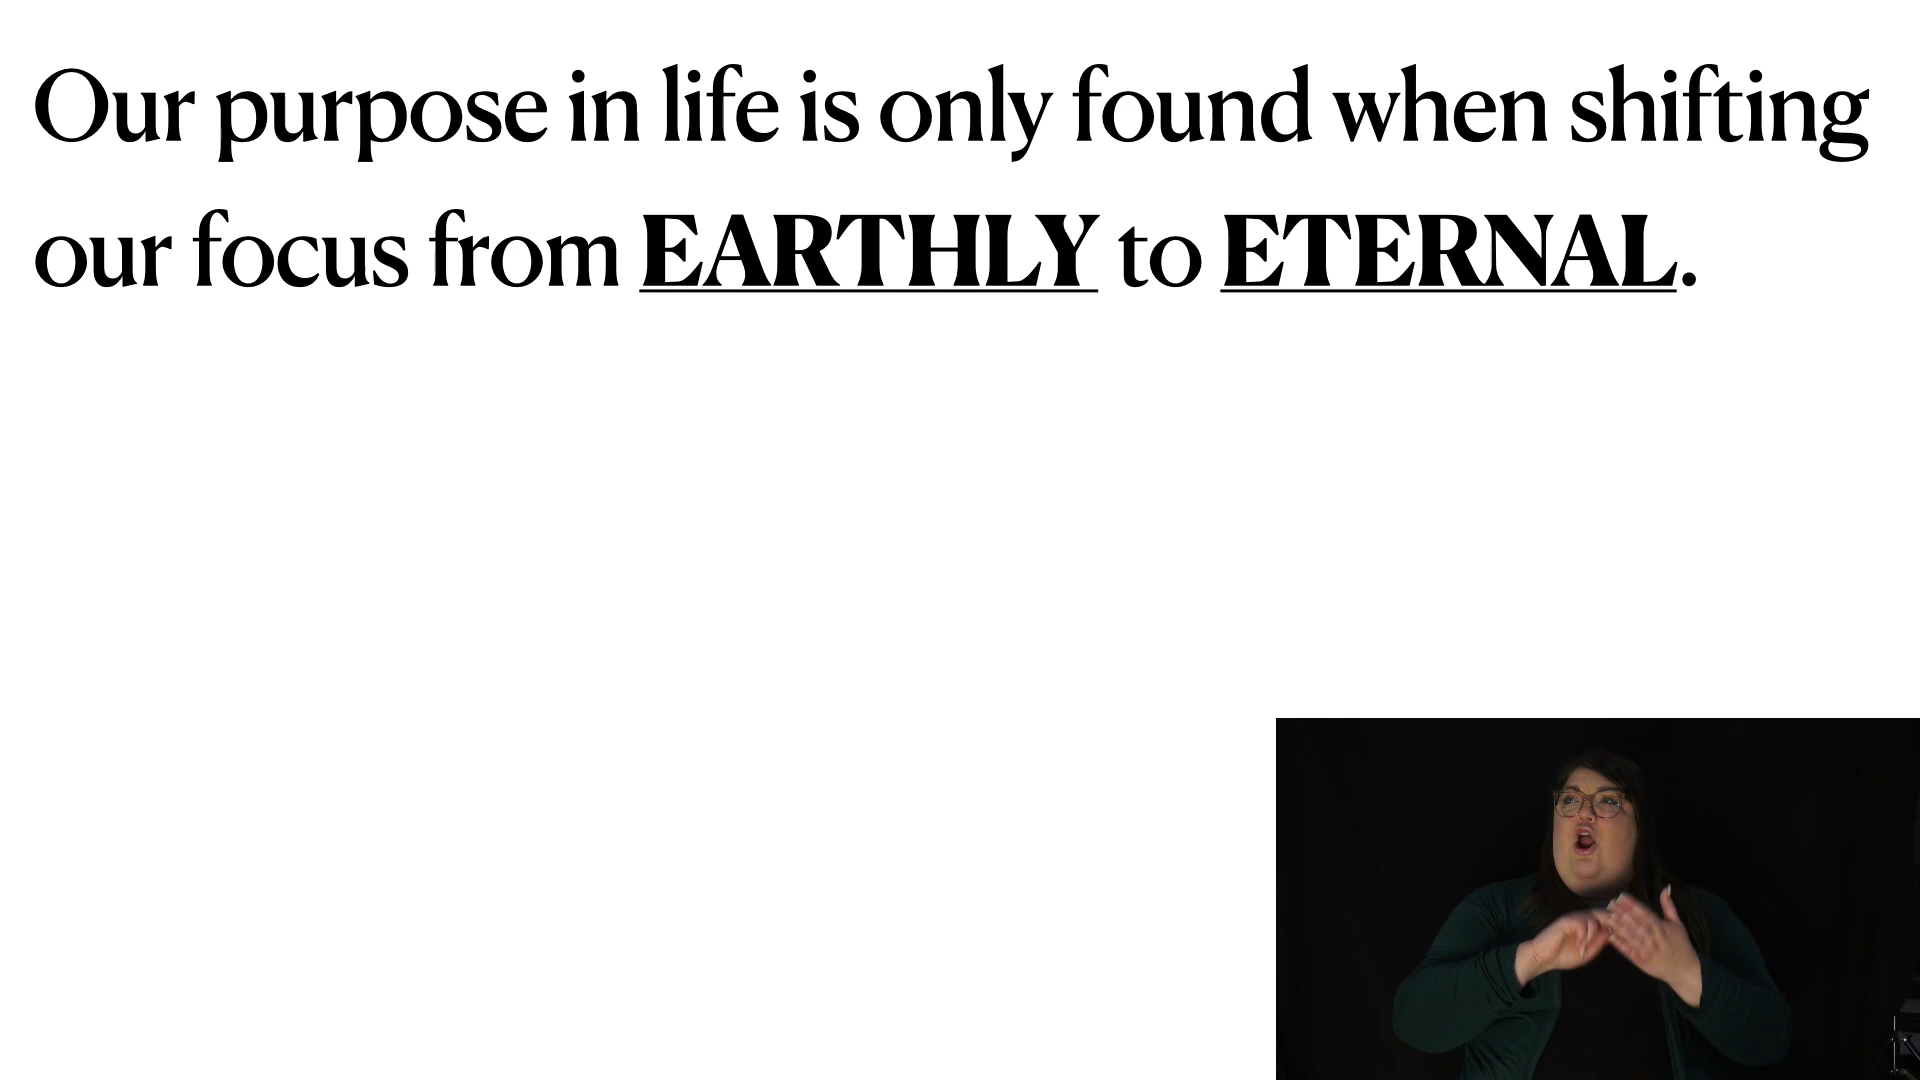 Our purpose in life is only found when shifting
our focus from EARTHLY to ETERNAL.